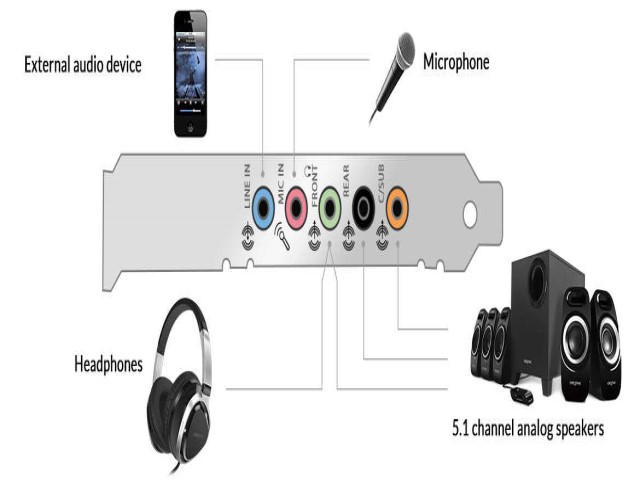 External audio device
Microphone
LINE IN
MIC IN
FRONT
REAR
C/SUB
Headphones
5.1 channel analog speakers